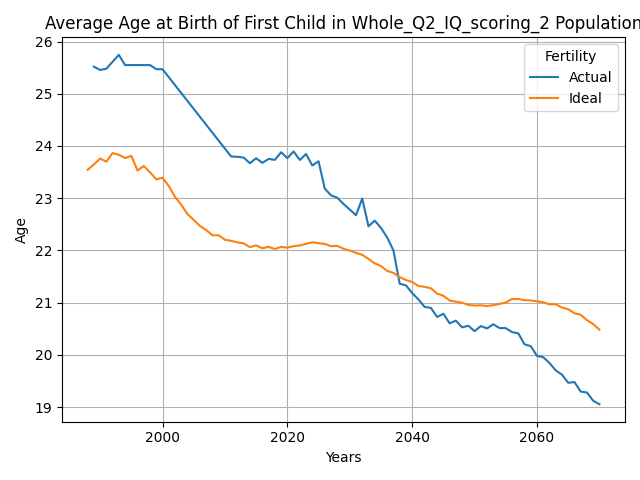 Average Age at Birth of First Child in Whole_Q2_IQ_scoring_2 Population
Fertility
Actual
Ideal
26
25
24
23
22
21
20
19
Age
2000
2020
2040
2060
Years